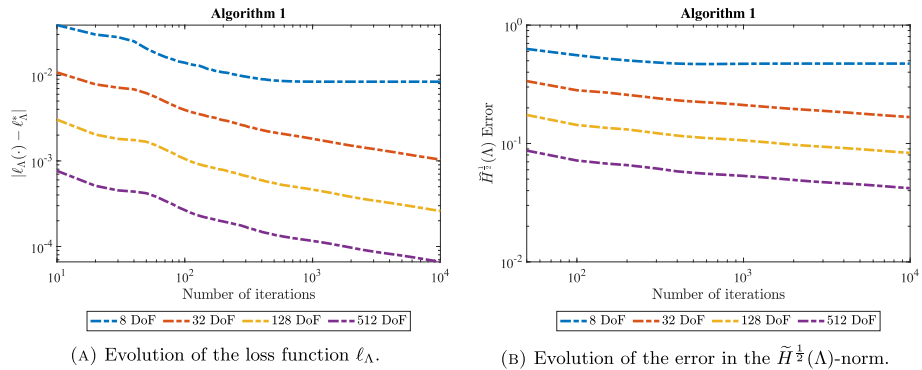 Algorithm 1
|ℓ_Λ(·) − ℓ*_Λ|
10^-2
10^-3
10^-4
10^1 10^2 10^3 10^4
Number of iterations
8 DoF 32 DoF 128 DoF 512 DoF
(A) Evolution of the loss function ℓ_Λ.
Algorithm 1
H̃^{1/2}(Λ) Error
10^0
10^-1
10^-2
10^2 10^3 10^4
Number of iterations
8 DoF 32 DoF 128 DoF 512 DoF
(B) Evolution of the error in the H̃^{1/2}(Λ)-norm.